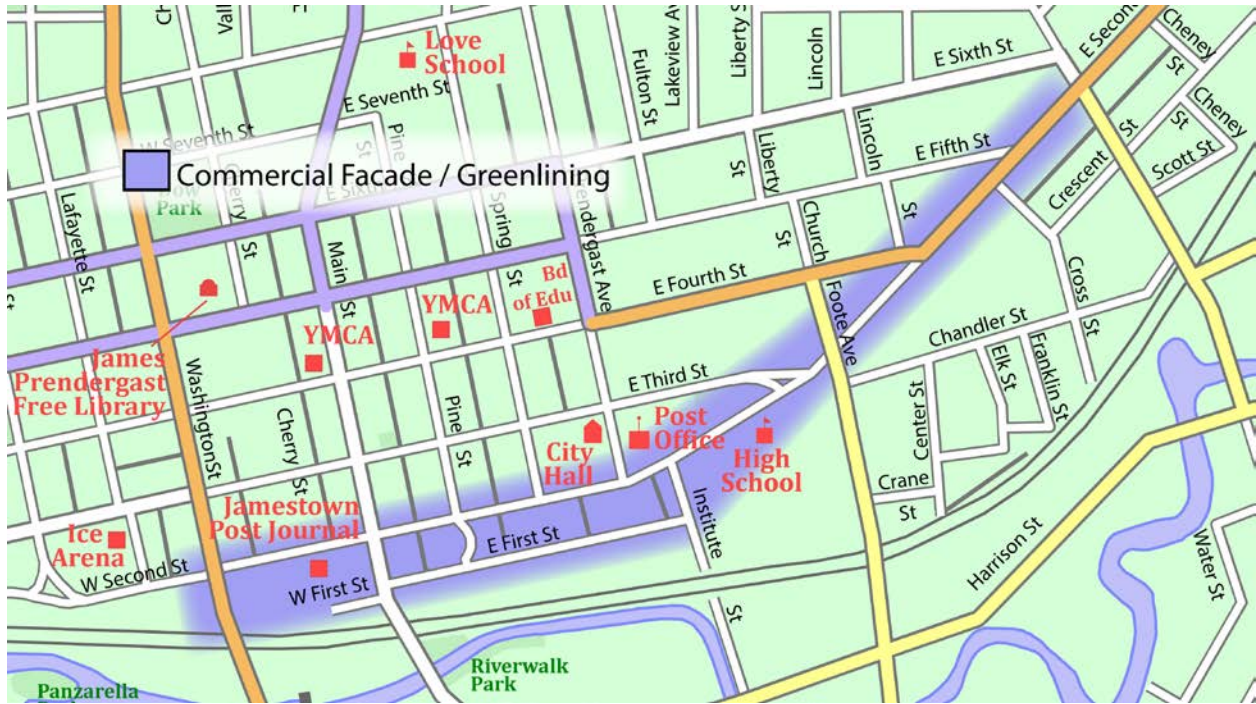 Love
School
E Seventh St
W Seventh St
Commercial Facade / Greenlining
Park
Lafayette St
St
Main St
Pine
St
Spring
St
Prendergast Ave
Fulton St
Lakeview Av
Liberty S
Lincoln
E Sixth St
E Second
Cheney
St
Cheney
St
Scott St
Crescent St
Liberty
St
Lincoln
St
E Fifth St
Church
St
E Fourth St
Foote Ave
Cross
St
Chandler St
Elk St
Franklin St
Center St
Crane
St
Bd
of Edu
YMCA
YMCA
James
Prendergast
Free Library
Washington St
Cherry
St
Pine
St
E Third St
Post
Office
City
Hall
High
School
Institute
St
Jamestown
Post Journal
Ice
Arena
W Second St
W First St
E First St
Harrison St
Water St
Riverwalk
Park
Panzarella